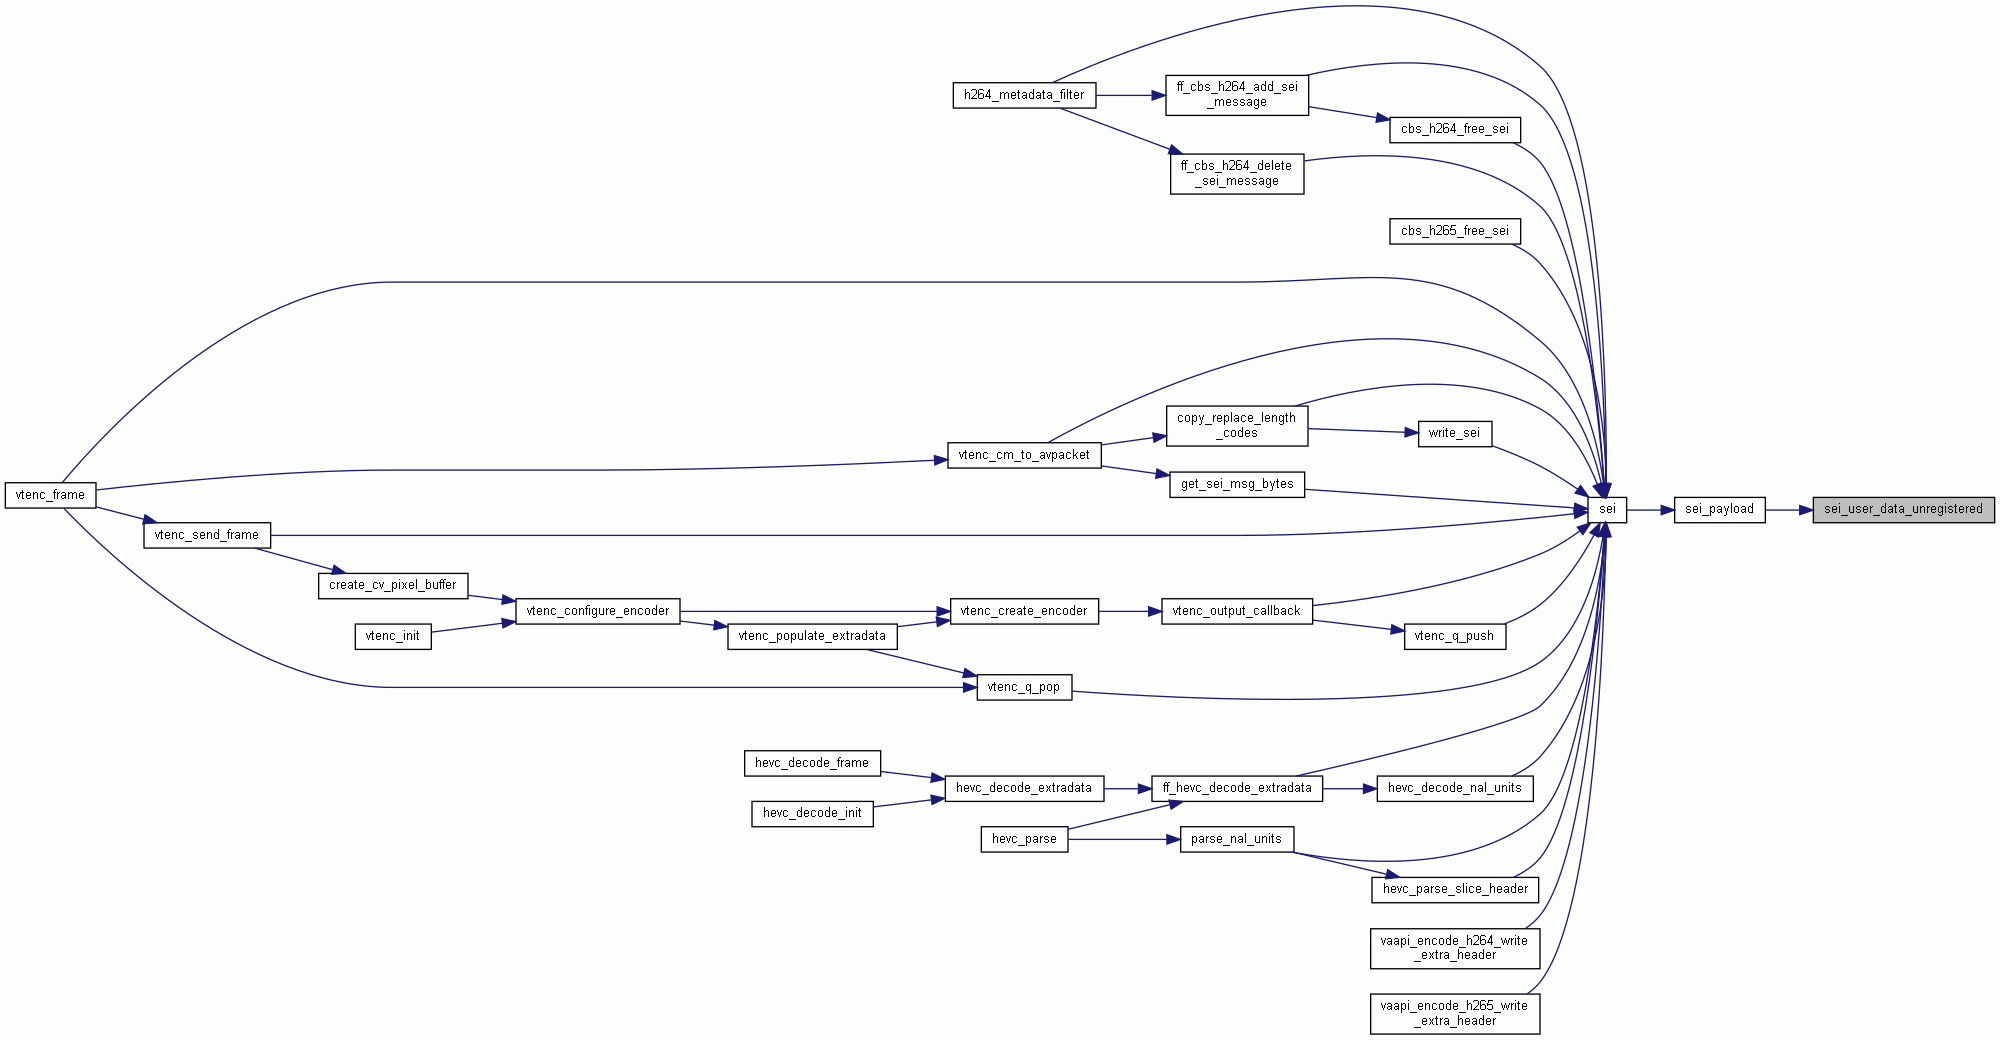 h264_metadata_filter
ff_cbs_h264_add_sei
_message
cbs_h264_free_sei
ff_cbs_h264_delete
_sei_message
cbs_h265_free_sei
copy_replace_length
_codes
write_sei
vtenc_cm_to_avpacket
get_sei_msg_bytes
vtenc_frame
sei
sei_payload
sei_user_data_unregistered
vtenc_send_frame
create_cv_pixel_buffer
vtenc_configure_encoder
vtenc_create_encoder
vtenc_output_callback
vtenc_init
vtenc_populate_extradata
vtenc_q_push
vtenc_q_pop
hevc_decode_frame
hevc_decode_extradata
ff_hevc_decode_extradata
hevc_decode_nal_units
hevc_decode_init
hevc_parse
parse_nal_units
hevc_parse_slice_header
vaapi_encode_h264_write
_extra_header
vaapi_encode_h265_write
_extra_header